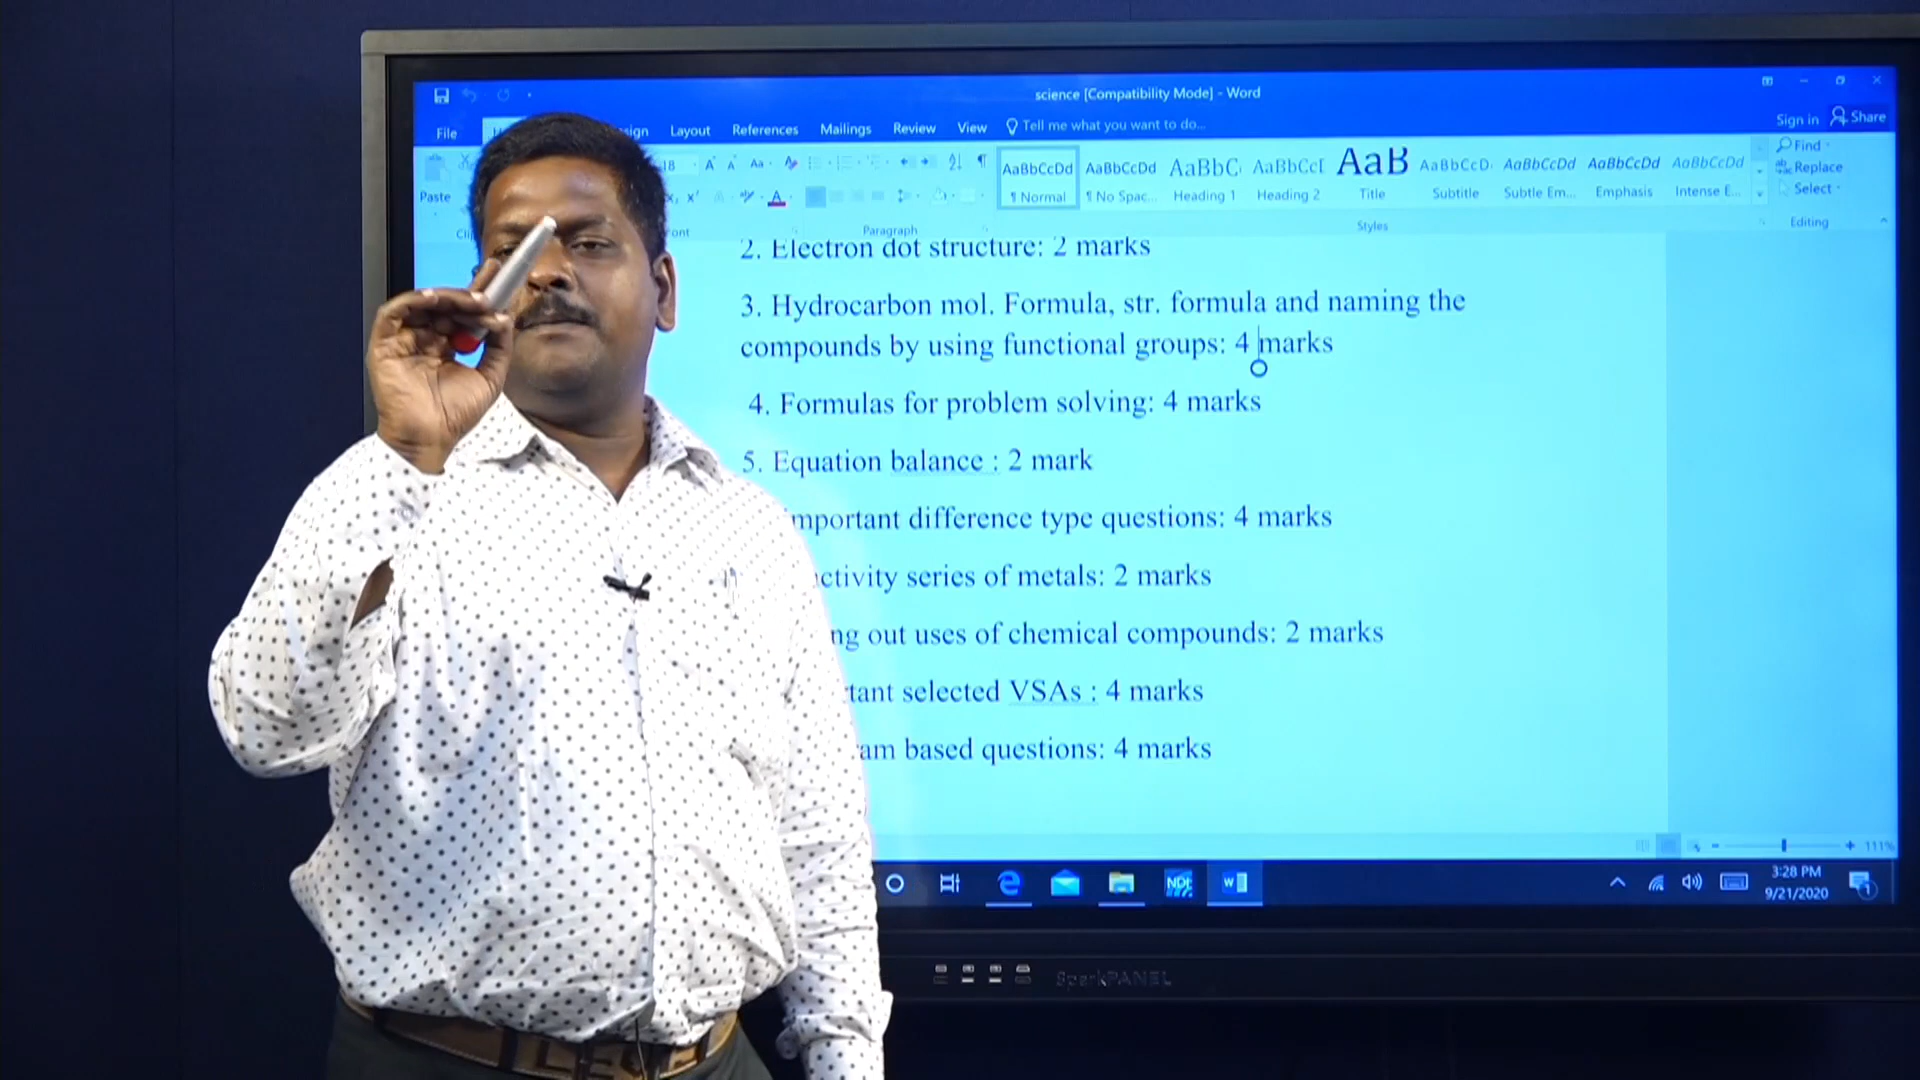 science [Compatibility Mode] - Word
File
Layout References Mailings Review View Tell me what you want to do...
Sign in Share
Paste
18
AaBbCcDd AaBbCcDd AaBbC AaBbCcD AaB AaBbCcD AaBbCcDd AaBbCcDd AaBbCcDd
¶ Normal ¶ No Spac... Heading 1 Heading 2 Title Subtitle Subtle Em... Emphasis Intense E...
Find
Replace
Select
Paragraph
Styles
Editing
2. Electron dot structure: 2 marks
3. Hydrocarbon mol. Formula, str. formula and naming the
compounds by using functional groups: 4 marks
4. Formulas for problem solving: 4 marks
5. Equation balance : 2 mark
mportant difference type questions: 4 marks
ctivity series of metals: 2 marks
ng out uses of chemical compounds: 2 marks
tant selected VSAs : 4 marks
am based questions: 4 marks
111%
3:28 PM
9/21/2020
SparkPANEL